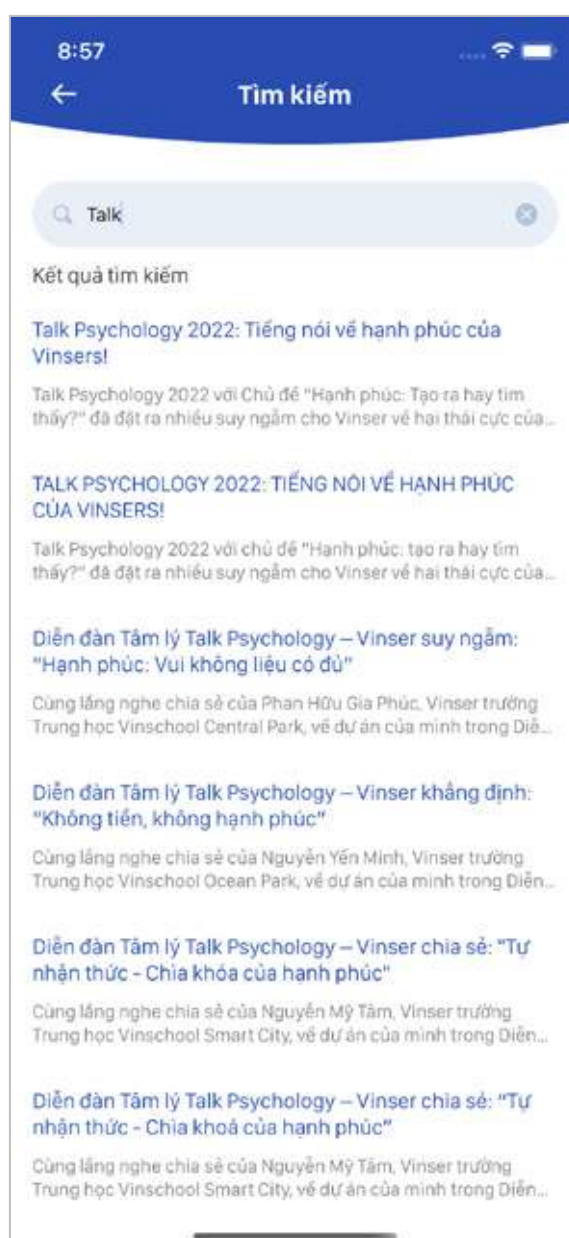 8:57
Tìm kiếm
Talk
Kết quả tìm kiếm
Talk Psychology 2022: Tiếng nói về hạnh phúc của
Vinsers!
Talk Psychology 2022 với Chủ đề "Hạnh phúc: Tạo ra hay tìm
thấy?" đã đặt ra nhiều suy ngẫm cho Vinser về hai thái cực của...
TALK PSYCHOLOGY 2022: TIẾNG NÓI VỀ HẠNH PHÚC
CỦA VINSERS!
Talk Psychology 2022 với chủ đề "Hạnh phúc: tạo ra hay tìm
thấy?" đã đặt ra nhiều suy ngẫm cho Vinser về hai thái cực của...
Diễn đàn Tâm lý Talk Psychology – Vinser suy ngẫm:
"Hạnh phúc: Vui không liệu có đủ"
Cùng lắng nghe chia sẻ của Phan Hữu Gia Phúc, Vinser trường
Trung học Vinschool Central Park, về dự án của mình trong Diễ...
Diễn đàn Tâm lý Talk Psychology – Vinser khẳng định:
"Không tiền, không hạnh phúc"
Cùng lắng nghe chia sẻ của Nguyễn Yến Minh, Vinser trường
Trung học Vinschool Ocean Park, về dự án của mình trong Diễn...
Diễn đàn Tâm lý Talk Psychology – Vinser chia sẻ: "Tự
nhận thức - Chìa khóa của hạnh phúc"
Cùng lắng nghe chia sẻ của Nguyễn Mỹ Tâm, Vinser trường
Trung học Vinschool Smart City, về dự án của mình trong Diễn...
Diễn đàn Tâm lý Talk Psychology – Vinser chia sẻ: "Tự
nhận thức - Chìa khoá của hạnh phúc"
Cùng lắng nghe chia sẻ của Nguyễn Mỹ Tâm, Vinser trường
Trung học Vinschool Smart City, về dự án của mình trong Diễn...